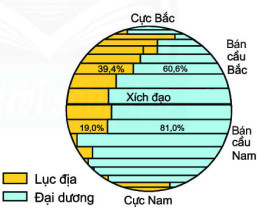 Cực Bắc
Bán
cầu
Bắc
39,4%
60,6%
Xích đạo
19,0%
81,0%
Bán
cầu
Nam
Lục địa
Đại dương
Cực Nam